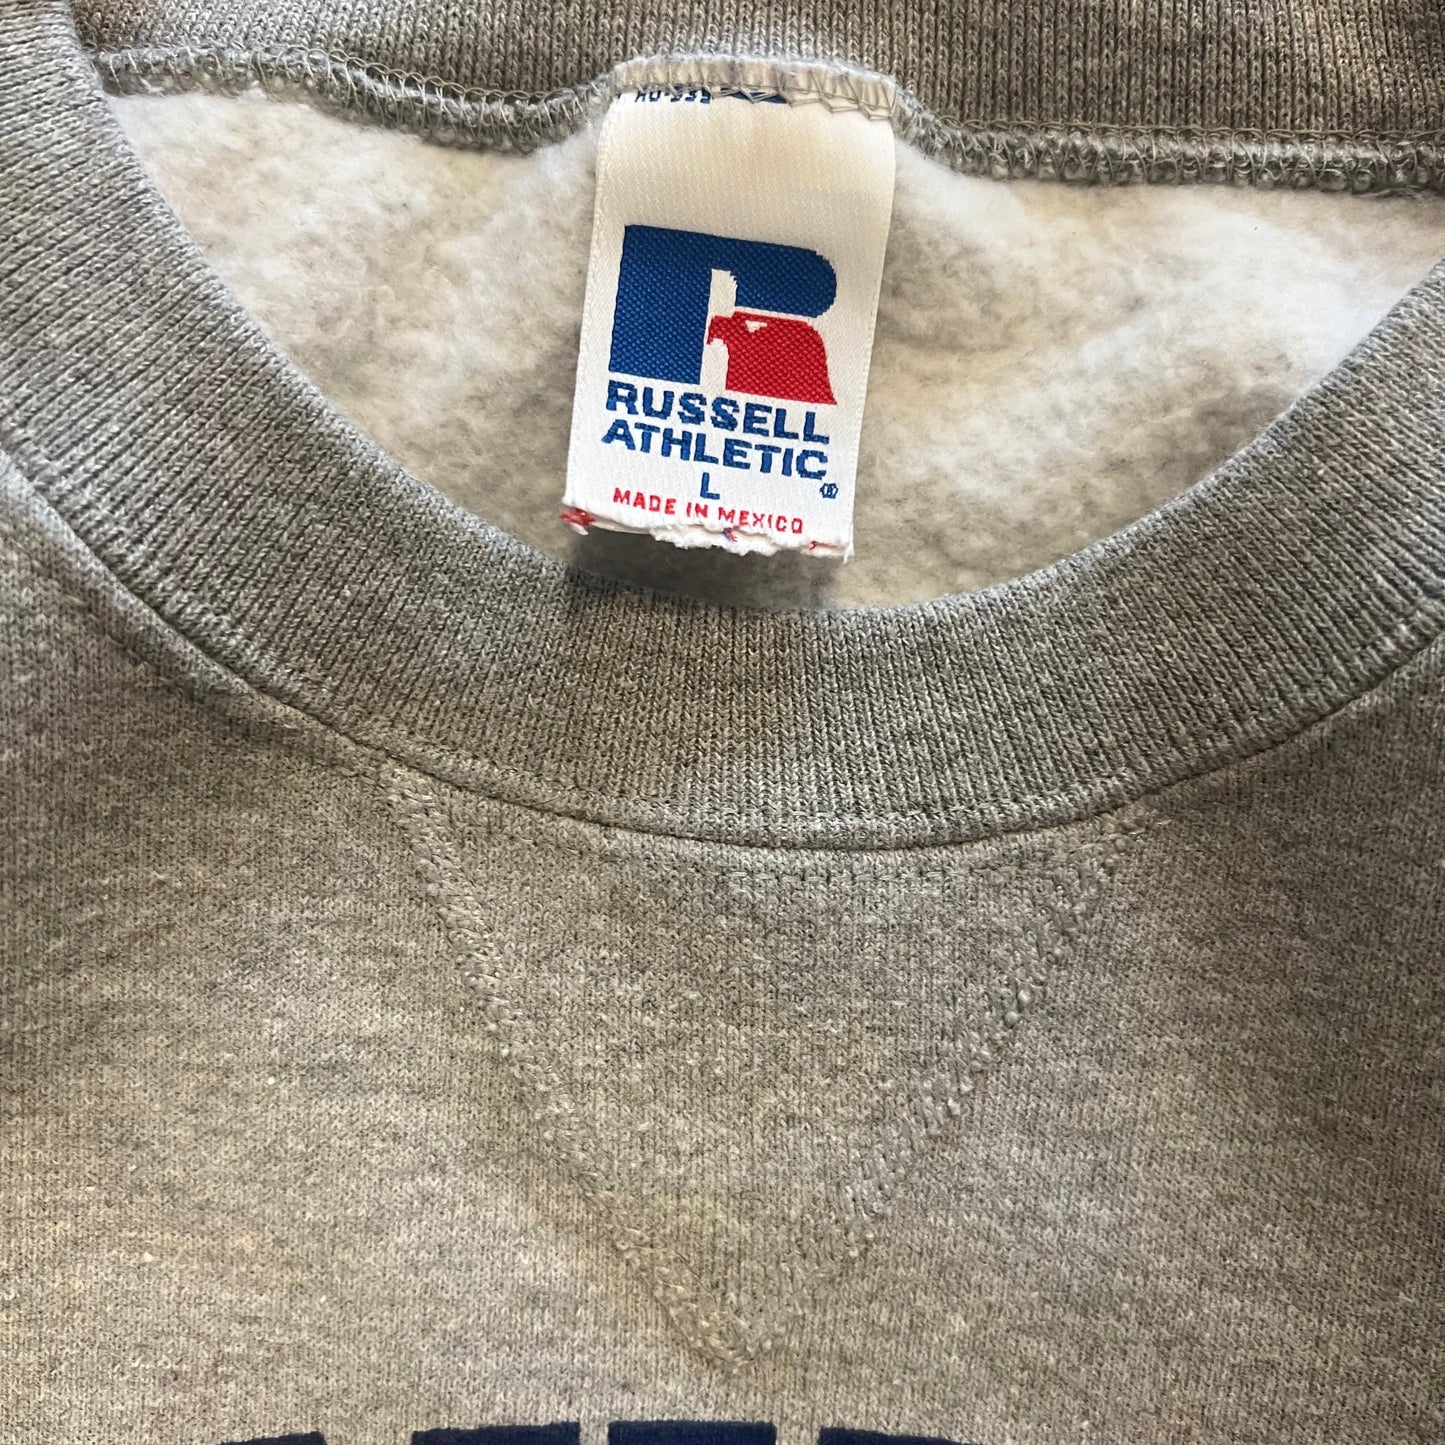 RUSSELL
ATHLETIC®
L
MADE IN MEXICO